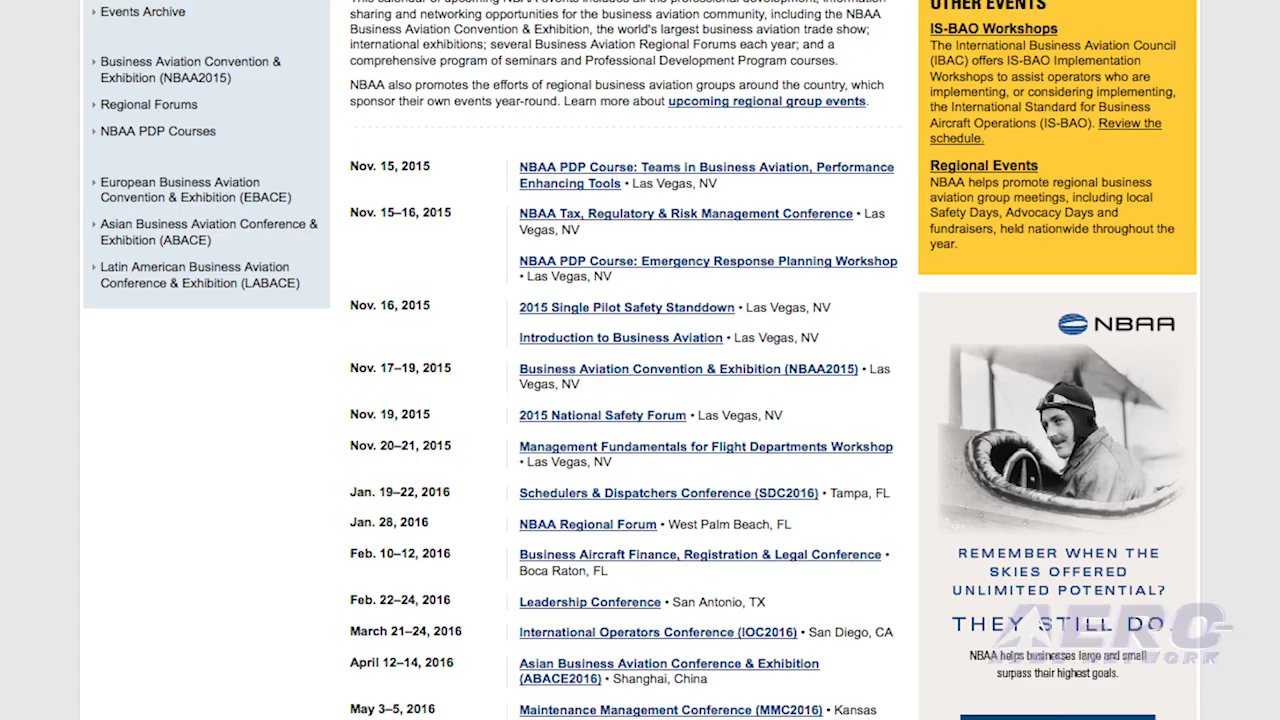 Events Archive
Business Aviation Convention &
Exhibition (NBAA2015)
Regional Forums
NBAA PDP Courses
European Business Aviation
Convention & Exhibition (EBACE)
Asian Business Aviation Conference &
Exhibition (ABACE)
Latin American Business Aviation
Conference & Exhibition (LABACE)
sharing and networking opportunities for the business aviation community, including the NBAA
Business Aviation Convention & Exhibition, the world's largest business aviation trade show;
international exhibitions; several Business Aviation Regional Forums each year; and a
comprehensive program of seminars and Professional Development Program courses.
NBAA also promotes the efforts of regional business aviation groups around the country, which
sponsor their own events year-round. Learn more about upcoming regional group events.
Nov. 15, 2015 NBAA PDP Course: Teams in Business Aviation, Performance
Enhancing Tools • Las Vegas, NV
Nov. 15–16, 2015 NBAA Tax, Regulatory & Risk Management Conference • Las
Vegas, NV
NBAA PDP Course: Emergency Response Planning Workshop
• Las Vegas, NV
Nov. 16, 2015 2015 Single Pilot Safety Standdown • Las Vegas, NV
Introduction to Business Aviation • Las Vegas, NV
Nov. 17–19, 2015 Business Aviation Convention & Exhibition (NBAA2015) • Las
Vegas, NV
Nov. 19, 2015 2015 National Safety Forum • Las Vegas, NV
Nov. 20–21, 2015 Management Fundamentals for Flight Departments Workshop
• Las Vegas, NV
Jan. 19–22, 2016 Schedulers & Dispatchers Conference (SDC2016) • Tampa, FL
Jan. 28, 2016 NBAA Regional Forum • West Palm Beach, FL
Feb. 10–12, 2016 Business Aircraft Finance, Registration & Legal Conference •
Boca Raton, FL
Feb. 22–24, 2016 Leadership Conference • San Antonio, TX
March 21–24, 2016 International Operators Conference (IOC2016) • San Diego, CA
April 12–14, 2016 Asian Business Aviation Conference & Exhibition
(ABACE2016) • Shanghai, China
May 3–5, 2016 Maintenance Management Conference (MMC2016) • Kansas
OTHER EVENTS
IS-BAO Workshops
The International Business Aviation Council
(IBAC) offers IS-BAO Implementation
Workshops to assist operators who are
implementing, or considering implementing,
the International Standard for Business
Aircraft Operations (IS-BAO). Review the
schedule.
Regional Events
NBAA helps promote regional business
aviation group meetings, including local
Safety Days, Advocacy Days and
fundraisers, held nationwide throughout the
year.
NBAA
REMEMBER WHEN THE
SKIES OFFERED
UNLIMITED POTENTIAL?
THEY STILL DO.
AERO
NEWS NETWORK
NBAA helps businesses large and small
surpass their highest goals.